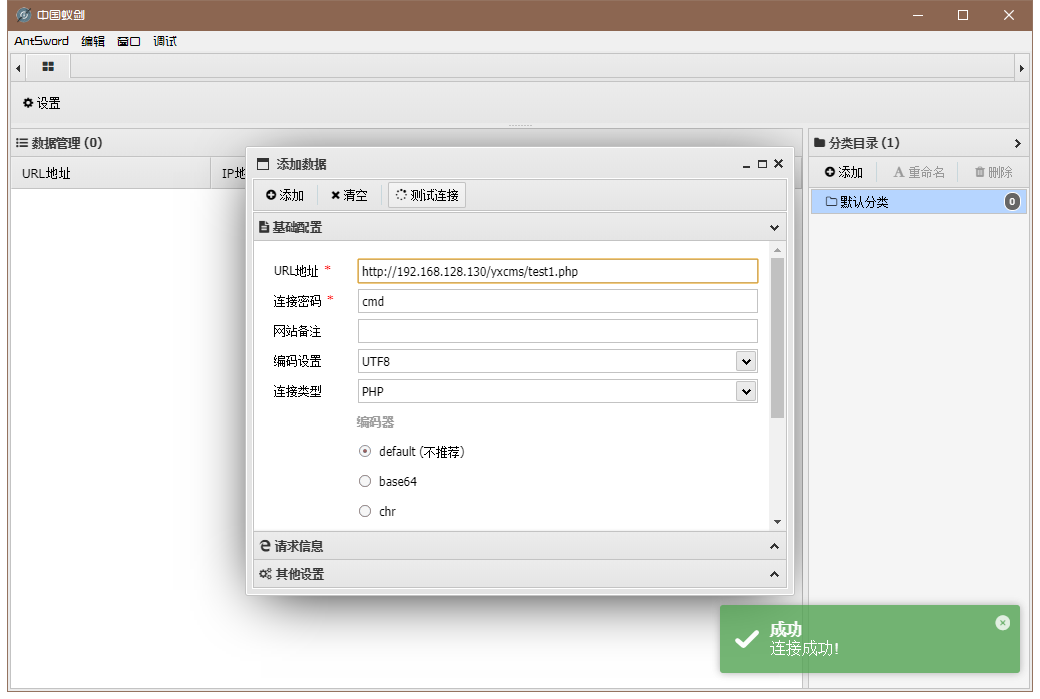 中国蚁剑
AntSword 编辑 窗口 调试
设置
数据管理 (0)
URL地址 IP地
添加数据
添加 清空 测试连接
基础配置
URL地址 *
http://192.168.128.130/yxcms/test1.php
连接密码 *
cmd
网站备注
编码设置
UTF8
连接类型
PHP
编码器
default (不推荐)
base64
chr
请求信息
其他设置
分类目录 (1)
添加 重命名 删除
默认分类 0
成功
连接成功!